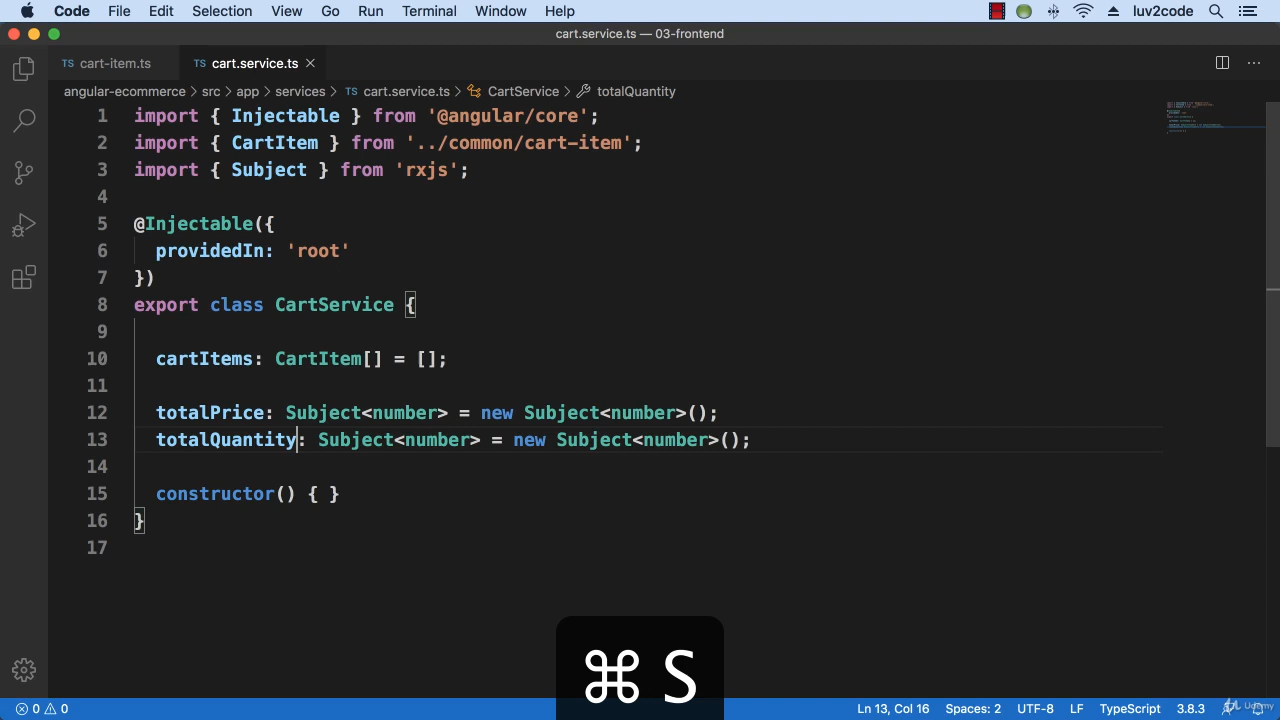 Code File Edit Selection View Go Run Terminal Window Help luv2code
cart.service.ts — 03-frontend
TS cart-item.ts TS cart.service.ts
angular-ecommerce > src > app > services > TS cart.service.ts > CartService > totalQuantity
1 import { Injectable } from '@angular/core';
2 import { CartItem } from '../common/cart-item';
3 import { Subject } from 'rxjs';
4
5 @Injectable({
6 providedIn: 'root'
7 })
8 export class CartService {
9
10 cartItems: CartItem[] = [];
11
12 totalPrice: Subject<number> = new Subject<number>();
13 totalQuantity: Subject<number> = new Subject<number>();
14
15 constructor() { }
16 }
17
⌘ S
0 0 Ln 13, Col 16 Spaces: 2 UTF-8 LF TypeScript 3.8.3
Udemy